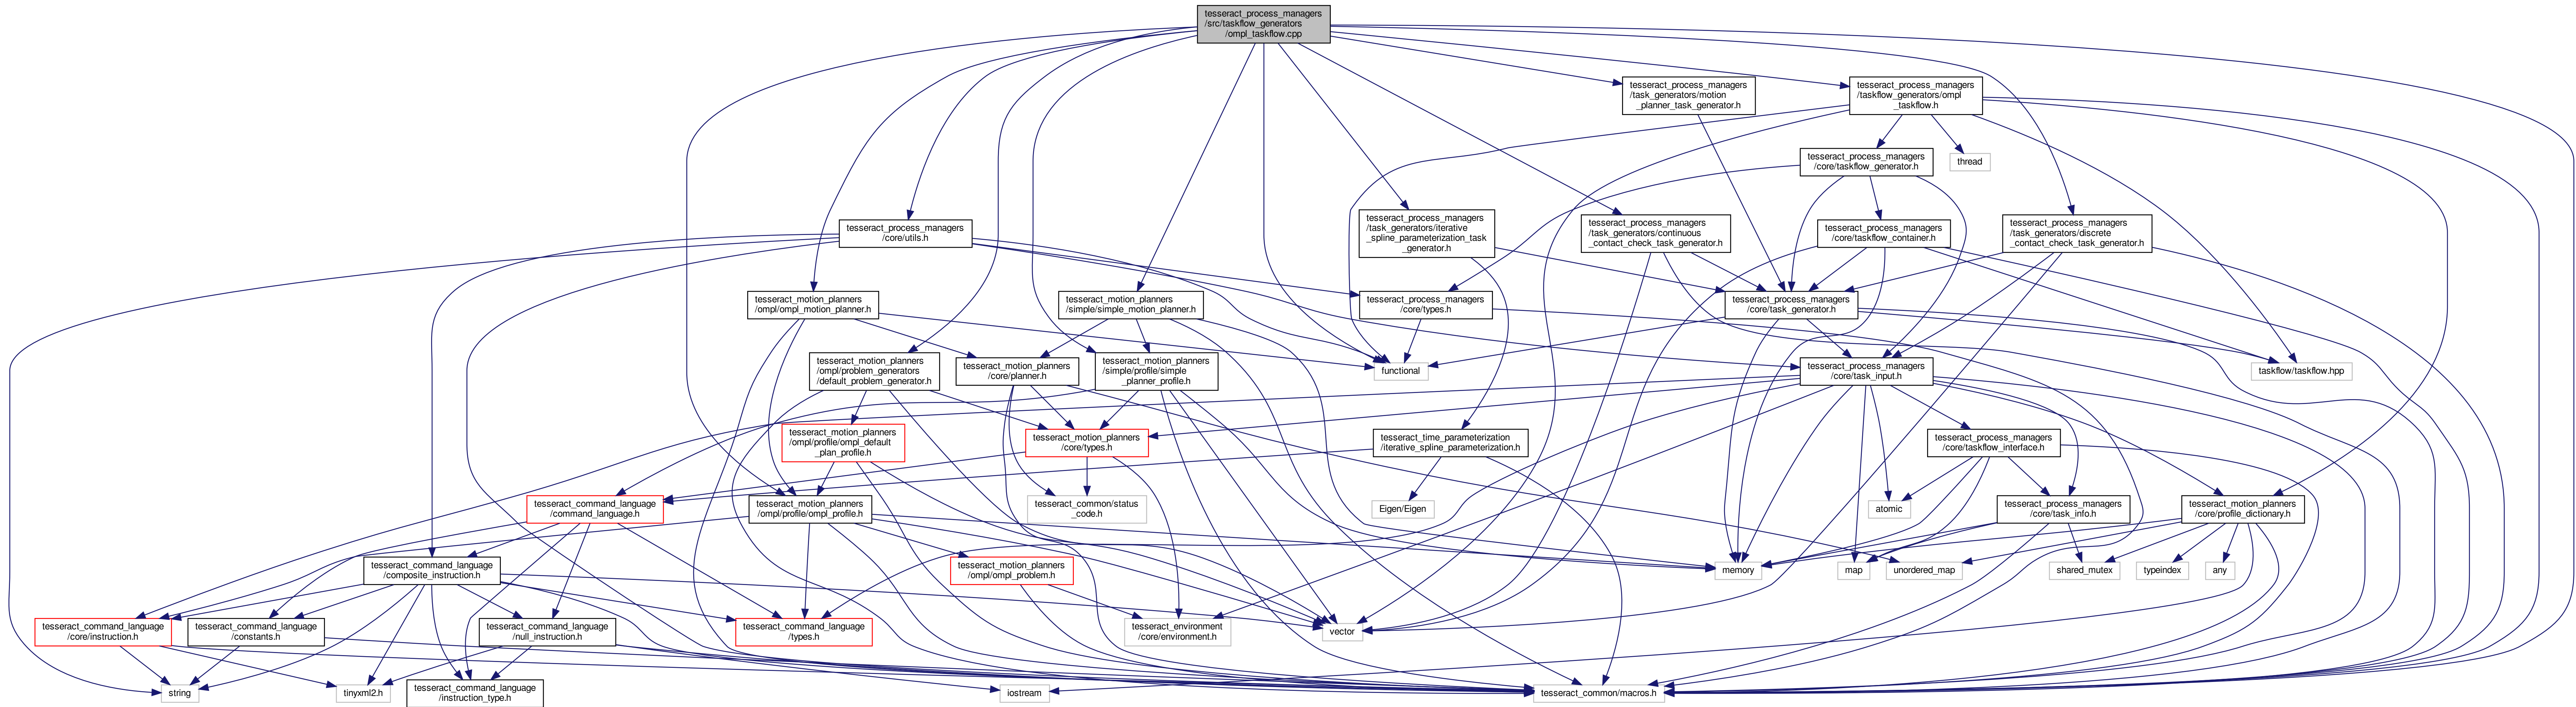 tesseract_process_managers
/src/taskflow_generators
/ompl_taskflow.cpp
tesseract_process_managers
/task_generators/motion
_planner_task_generator.h
tesseract_process_managers
/taskflow_generators/ompl
_taskflow.h
tesseract_process_managers
/core/taskflow_generator.h
thread
tesseract_process_managers
/core/utils.h
tesseract_process_managers
/task_generators/iterative
_spline_parameterization_task
_generator.h
tesseract_process_managers
/task_generators/continuous
_contact_check_task_generator.h
tesseract_process_managers
/core/taskflow_container.h
tesseract_process_managers
/task_generators/discrete
_contact_check_task_generator.h
tesseract_motion_planners
/ompl/ompl_motion_planner.h
tesseract_motion_planners
/simple/simple_motion_planner.h
tesseract_process_managers
/core/types.h
tesseract_process_managers
/core/task_generator.h
tesseract_motion_planners
/ompl/problem_generators
/default_problem_generator.h
tesseract_motion_planners
/core/planner.h
tesseract_motion_planners
/simple/profile/simple
_planner_profile.h
functional
tesseract_process_managers
/core/task_input.h
taskflow/taskflow.hpp
tesseract_motion_planners
/ompl/profile/ompl_default
_plan_profile.h
tesseract_motion_planners
/core/types.h
tesseract_time_parameterization
/iterative_spline_parameterization.h
tesseract_process_managers
/core/taskflow_interface.h
tesseract_command_language
/command_language.h
tesseract_motion_planners
/ompl/profile/ompl_profile.h
tesseract_common/status
_code.h
Eigen/Eigen
atomic
tesseract_process_managers
/core/task_info.h
tesseract_motion_planners
/core/profile_dictionary.h
tesseract_command_language
/composite_instruction.h
tesseract_motion_planners
/ompl/ompl_problem.h
memory
map
unordered_map
shared_mutex
typeindex
any
tesseract_command_language
/core/instruction.h
tesseract_command_language
/constants.h
tesseract_command_language
/null_instruction.h
tesseract_command_language
/types.h
tesseract_environment
/core/environment.h
vector
string
tinyxml2.h
tesseract_command_language
/instruction_type.h
iostream
tesseract_common/macros.h